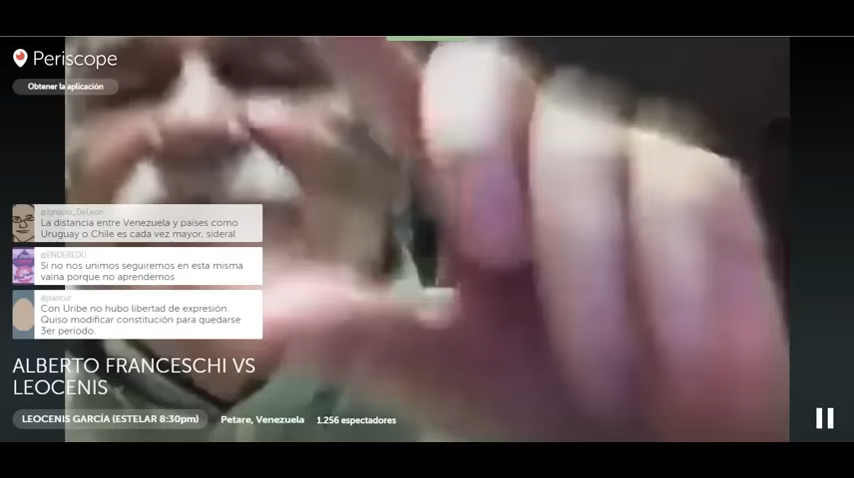 Periscope
Obtener la aplicación
@Ignacio_DeLeon
La distancia entre Venezuela y paises como
Uruguay o Chile es cada vez mayor, sideral
@ENDEREDU
Si no nos unimos seguiremos en esta misma
vaina porque no aprendemos
@jsancur
Con Uribe no hubo libertad de expresión.
Quiso modificar constitución para quedarse
3er periodo.
ALBERTO FRANCESCHI VS
LEOCENIS
LEOCENIS GARCÍA (ESTELAR 8:30pm) Petare, Venezuela 1.256 espectadores